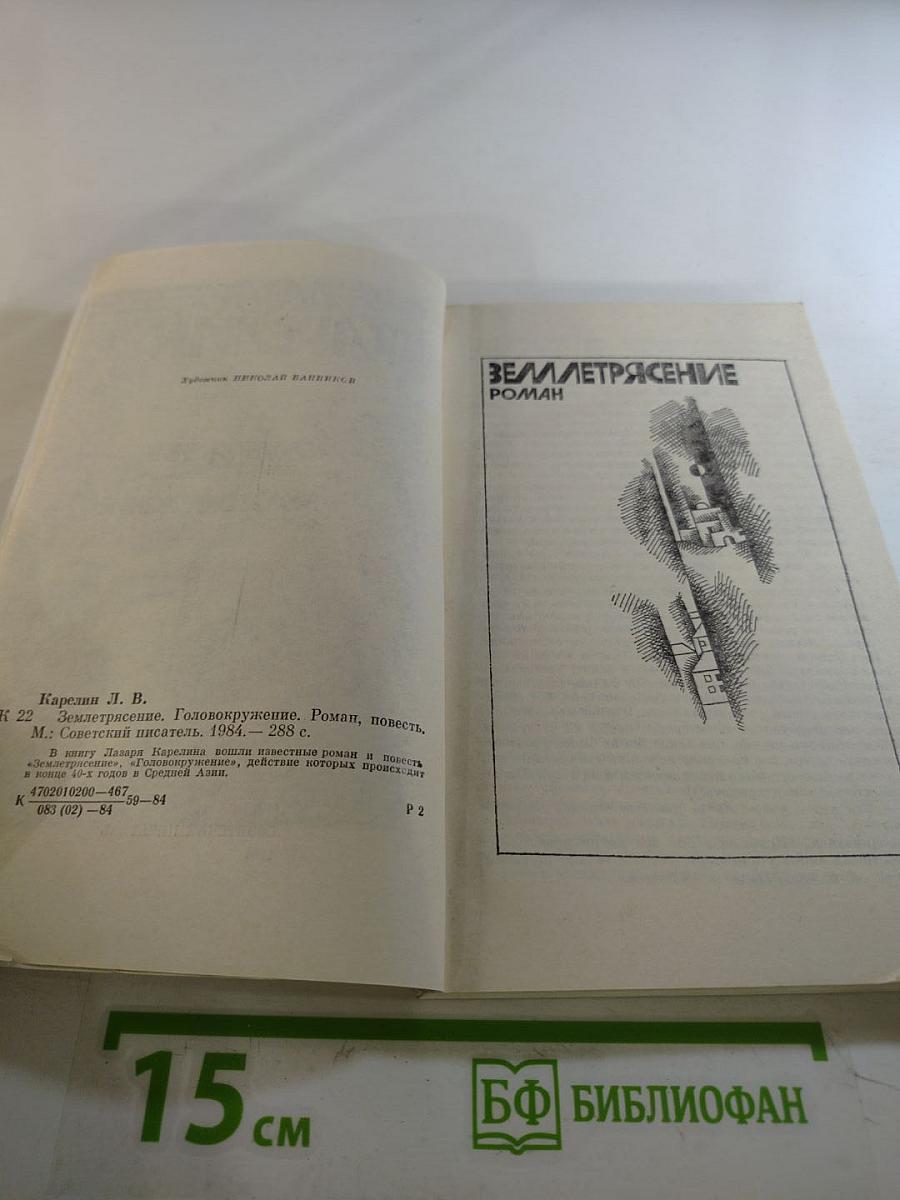 Художник НИКОЛАЙ ВАННИКОВ
Карелин Л. В.
К 22 Землетрясение. Головокружение. Роман, повесть.
М.: Советский писатель. 1984.— 288 с.
В книгу Лазаря Карелина вошли известные роман и повесть
«Землетрясение», «Головокружение», действие которых происходит
в конце 40-х годов в Средней Азии.
К 4702010200—467 59—84
083 (02) —84
Р 2
ЗЕМЛЕТРЯСЕНИЕ
РОМАН
15 см
БФ БИБЛИОФАН